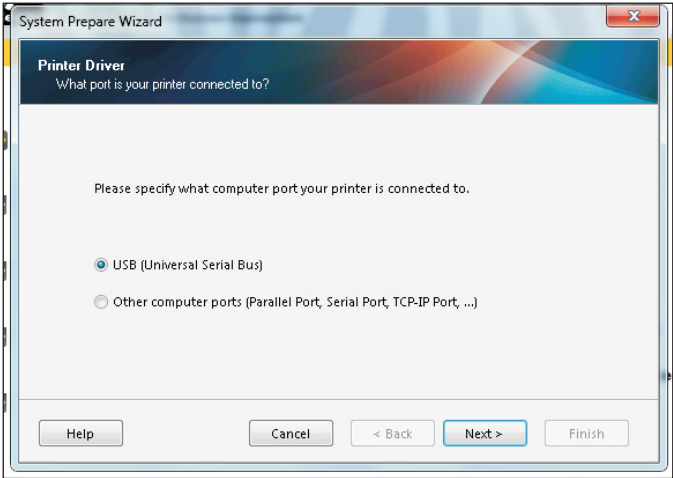 System Prepare Wizard
Printer Driver
What port is your printer connected to?
Please specify what computer port your printer is connected to.
USB (Universal Serial Bus)
Other computer ports (Parallel Port, Serial Port, TCP-IP Port, ...)
Help
Cancel
< Back
Next >
Finish